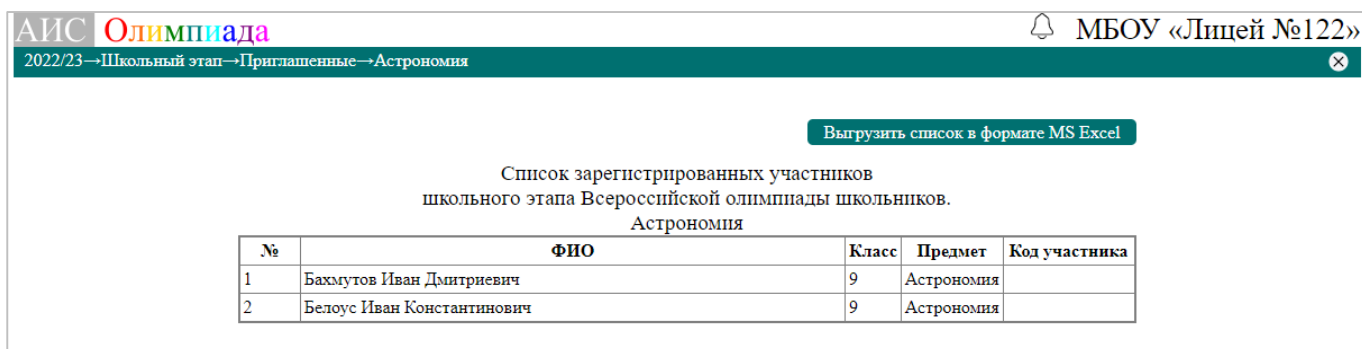 АИС Олимпиада МБОУ «Лицей №122»
2022/23→Школьный этап→Приглашенные→Астрономия
Выгрузить список в формате MS Excel
Список зарегистрированных участников
школьного этапа Всероссийской олимпиады школьников.
Астрономия
№ ФИО Класс Предмет Код участника
1 Бахмутов Иван Дмитриевич 9 Астрономия
2 Белоус Иван Константинович 9 Астрономия